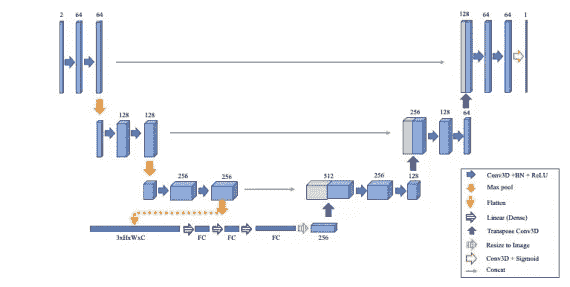 2 64 64
128 64 64 1
128 128
256 128 64
256 256
512 256 128
3xHxWxC FC FC FC 256
Conv3D +BN + ReLU
Max pool
Flatten
Linear (Dense)
Transpose Conv3D
Resize to Image
Conv3D + Sigmoid
Concat